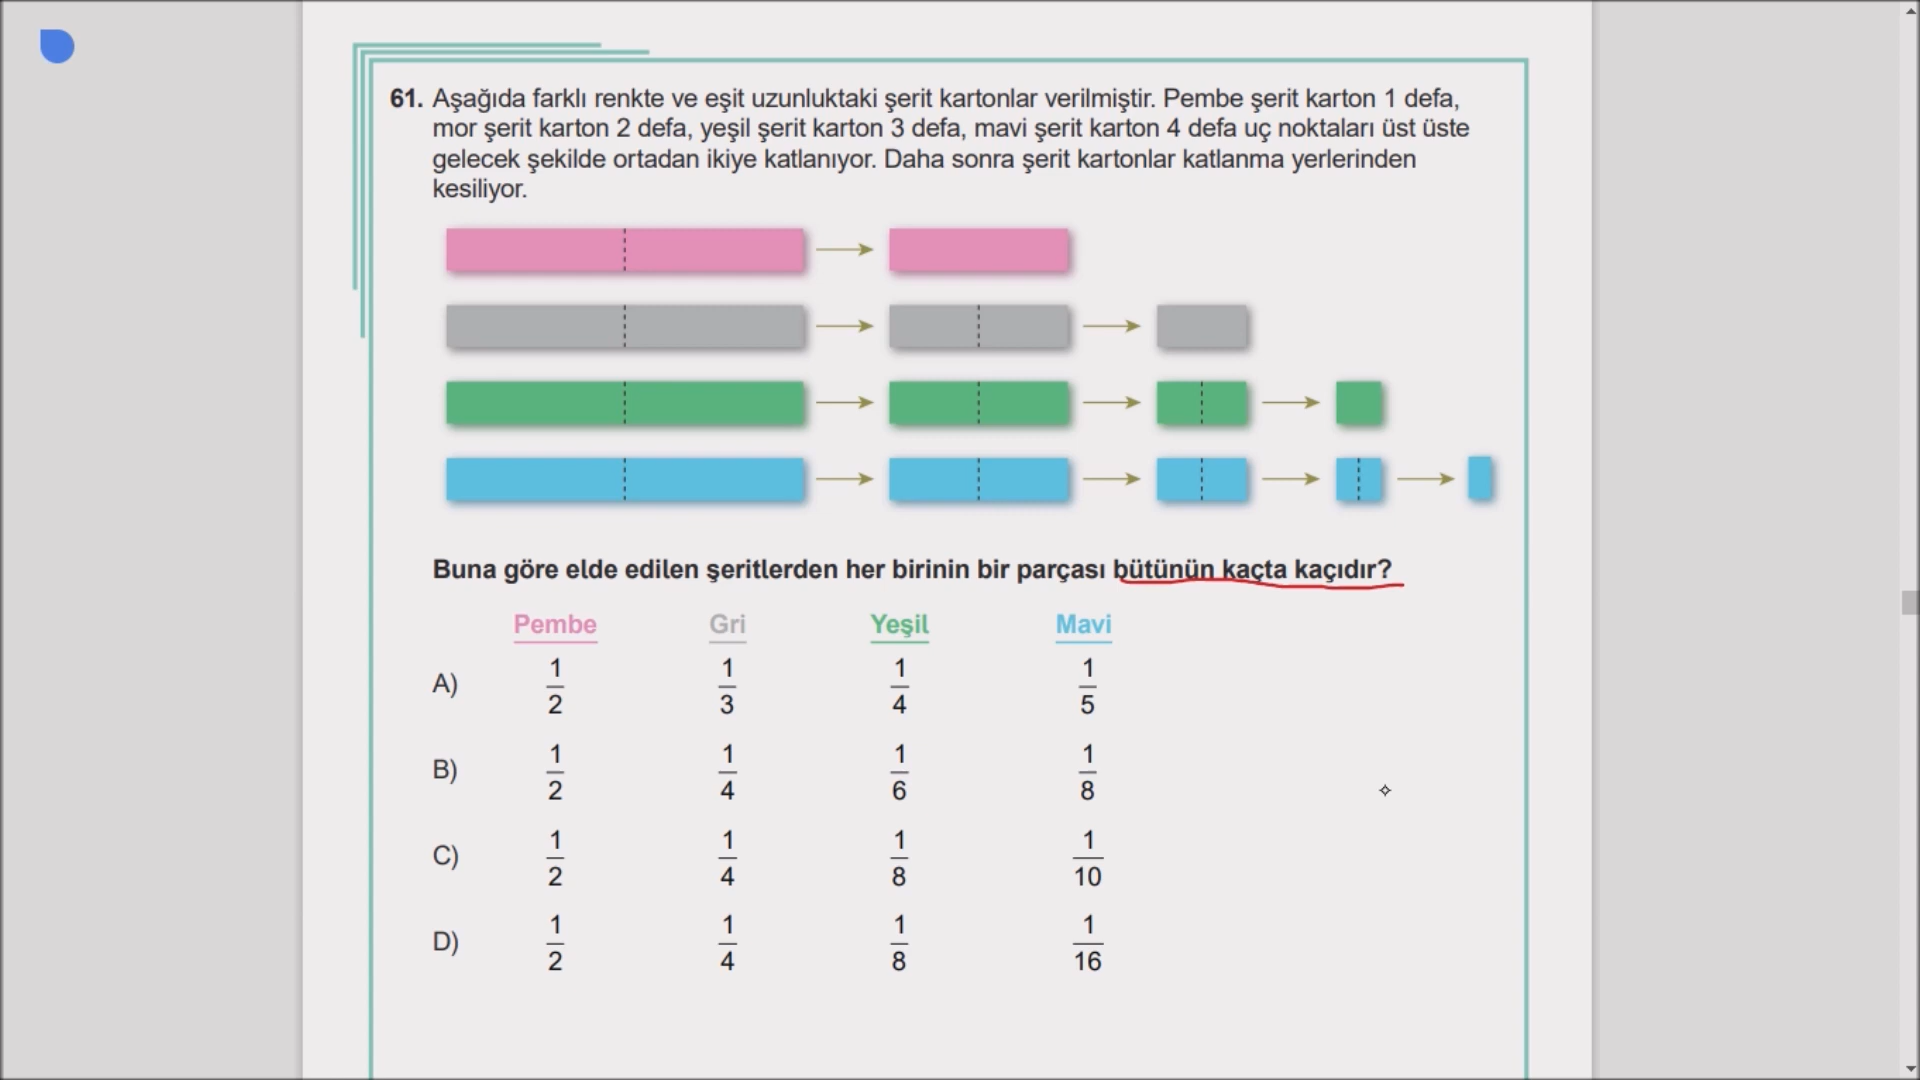 61. Aşağıda farklı renkte ve eşit uzunluktaki şerit kartonlar verilmiştir. Pembe şerit karton 1 defa,
mor şerit karton 2 defa, yeşil şerit karton 3 defa, mavi şerit karton 4 defa uç noktaları üst üste
gelecek şekilde ortadan ikiye katlanıyor. Daha sonra şerit kartonlar katlanma yerlerinden
kesiliyor.
Buna göre elde edilen şeritlerden her birinin bir parçası bütünün kaçta kaçıdır?
Pembe Gri Yeşil Mavi
A) 1/2 1/3 1/4 1/5
B) 1/2 1/4 1/6 1/8
C) 1/2 1/4 1/8 1/10
D) 1/2 1/4 1/8 1/16